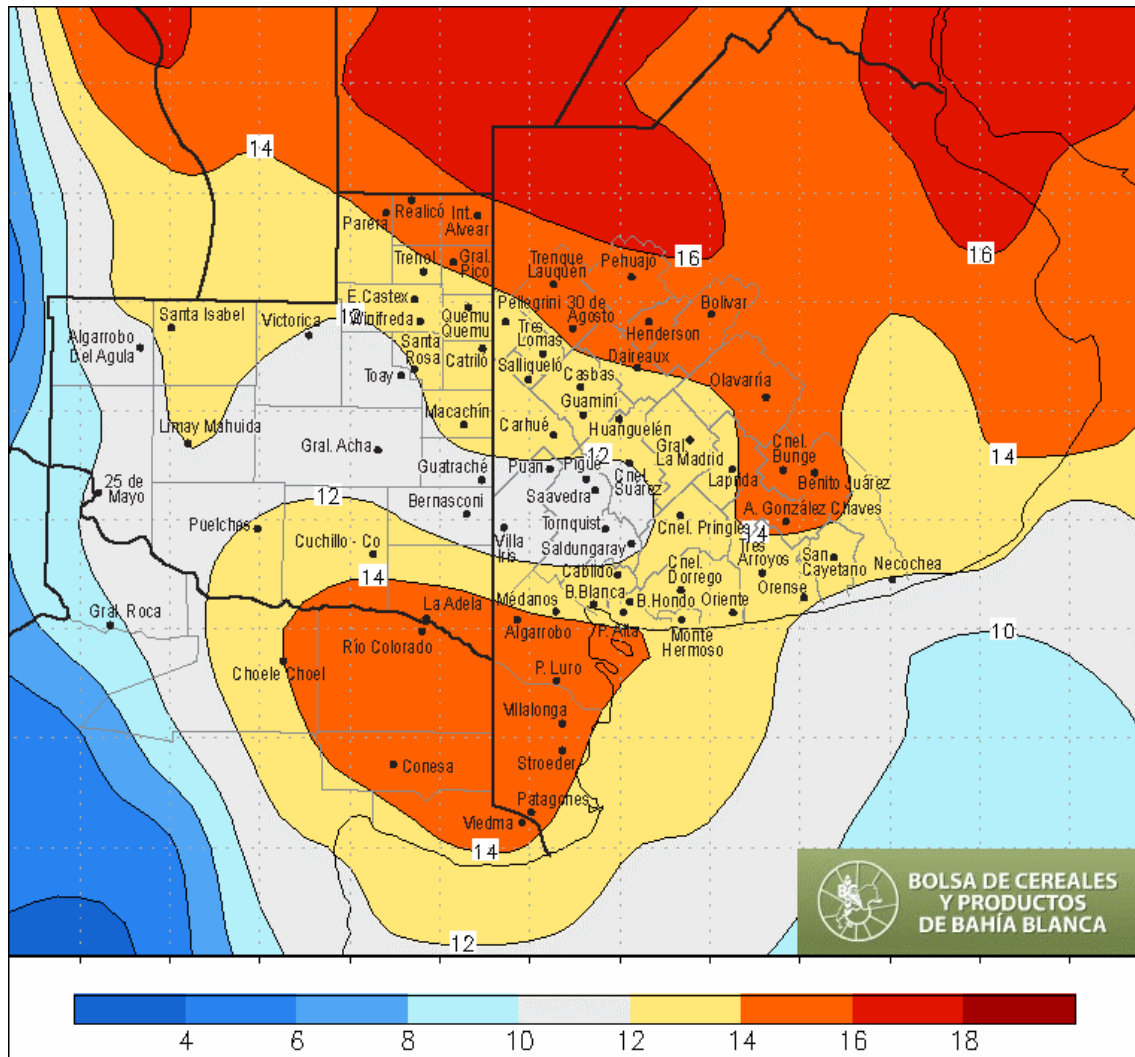 14
16
16
Realicó
Parera
Int.
Alvear
Trenel
Gral.
Pico
Trenque
Lauquen
Pehuajó
E.Castex
Winifreda
12
Quemu
Quemu
Pellegrini
30 de
Agosto
Tres
Lomas
Bolivar
Henderson
Santa Isabel
Victorica
Algarrobo
Del Agula
Santa
Rosa
Toay
Catriló
Salliqueló
Daireaux
Casbas
Olavarría
Macachín
Guaminí
Carhué
Huanguelén
Limay Mahuida
Gral. Acha
Guatraché
Puan
Pigüe
12
Cnel.
Suárez
Gral.
La Madrid
Laprida
Cnel.
Bunge
Benito Juárez
14
25 de
Mayo
12
Bernasconi
Saavedra
Puelches
Cuchillo - Co
Villa
Iris
Tornquist
Saldungaray
Cnel. Pringles
A. González Chaves
14
Tres
Arroyos
San
Cayetano
Necochea
14
Cabildo
Cnel.
Dorrego
Orense
Gral. Roca
La Adela
Río Colorado
Médanos
B.Blanca
B.Hondo
Oriente
Algarrobo
P. Alta
Monte
Hermoso
10
Choele Choel
P. Luro
Villalonga
Conesa
Stroeder
Patagones
Viedma
14
12
BOLSA DE CEREALES
Y PRODUCTOS
DE BAHÍA BLANCA
4 6 8 10 12 14 16 18